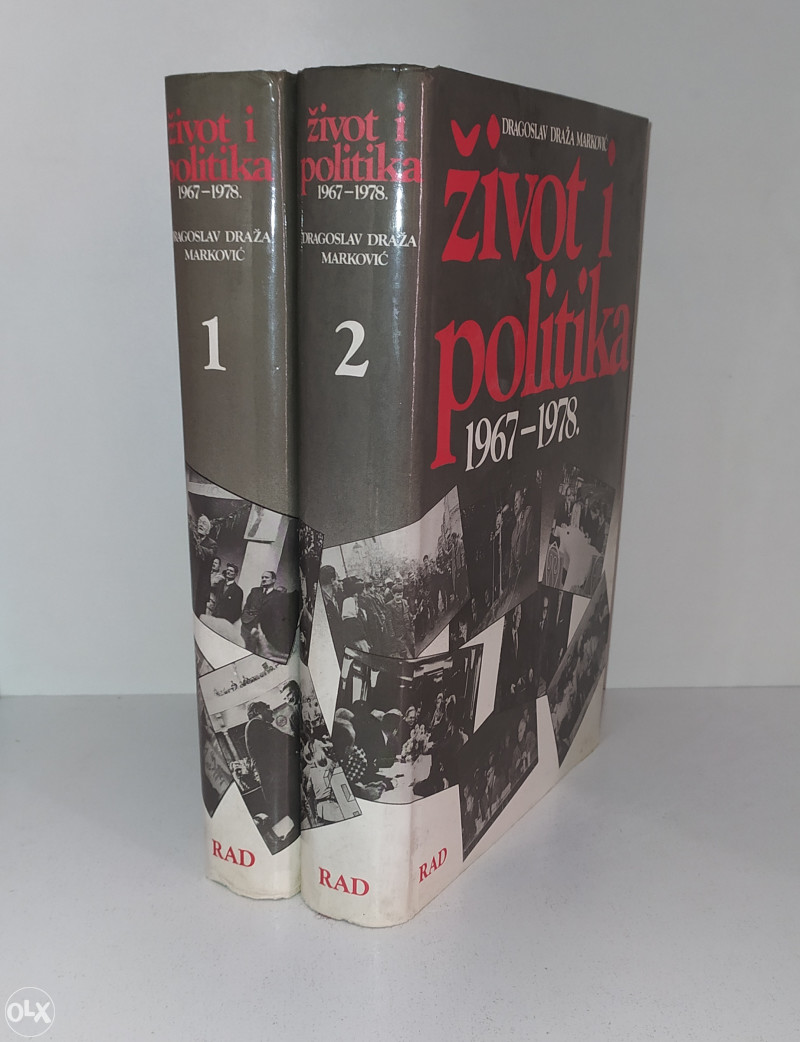 život i
politika
1967–1978.
DRAGOSLAV DRAŽA
MARKOVIĆ
1
RAD
život i
politika
1967–1978.
DRAGOSLAV DRAŽA
MARKOVIĆ
2
RAD
DRAGOSLAV DRAŽA MARKOVIĆ
život i
politika
1967–1978.
RAD
OLX